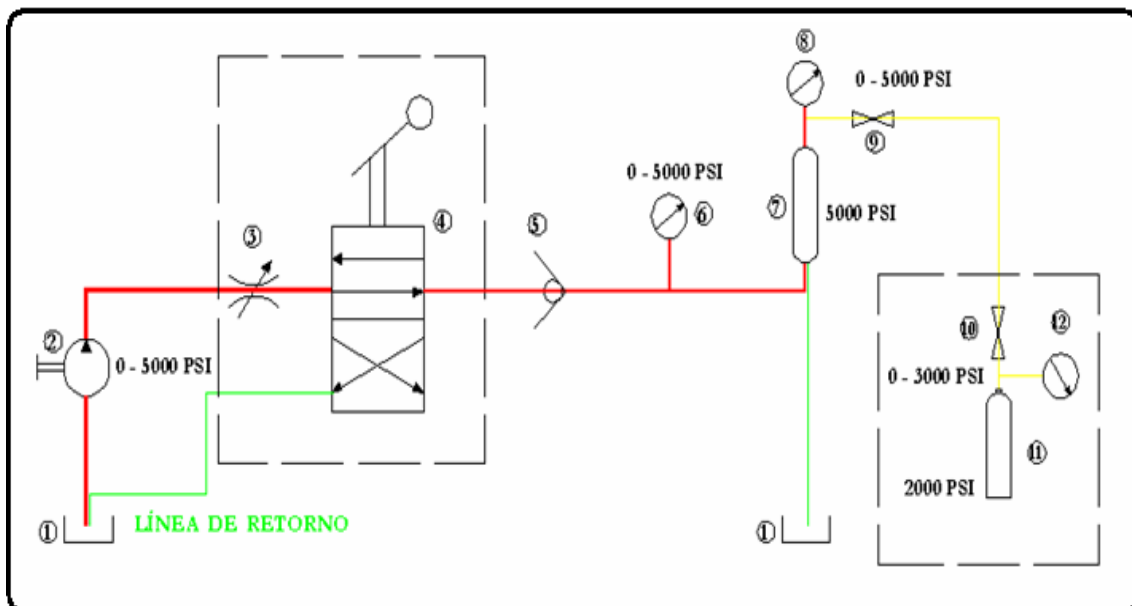 8
0 - 5000 PSI
9
0 - 5000 PSI
5
6
7
4
5000 PSI
3
2
0 - 5000 PSI
10
12
0 - 3000 PSI
11
2000 PSI
1
LÍNEA DE RETORNO
1